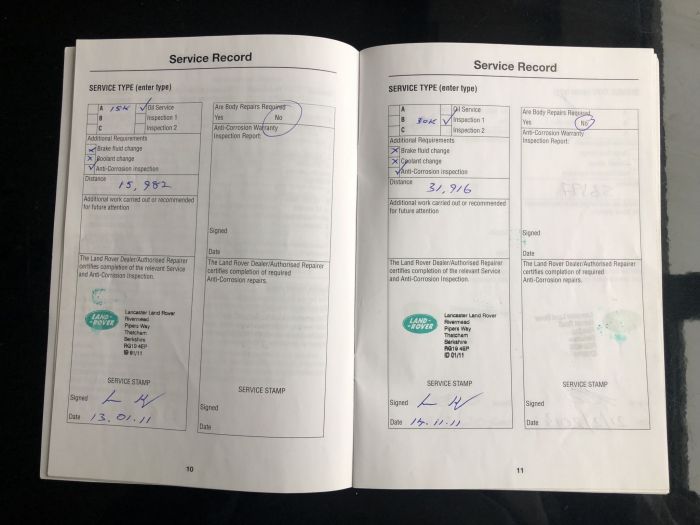 Service Record
SERVICE TYPE (enter type)
A 15K Oil Service
B Inspection 1
C Inspection 2
Additional Requirements
Brake fluid change
Coolant change
Anti-Corrosion Inspection
Distance
15,982
Additional work carried out or recommended
for future attention
The Land Rover Dealer/Authorised Repairer
certifies completion of the relevant Service
and Anti-Corrosion Inspection.
LAND-
-ROVER
Lancaster Land Rover
Rivermead
Pipers Way
Thatcham
Berkshire
RG19 4EP
01/11
SERVICE STAMP
Signed
Date 13.01.11
Are Body Repairs Required
Yes No
Anti-Corrosion Warranty
Inspection Report:
Signed
Date
The Land Rover Dealer/Authorised Repairer
certifies completion of required
Anti-Corrosion repairs.
SERVICE STAMP
Signed
Date
10
Service Record
SERVICE TYPE (enter type)
A Oil Service
B 30K Inspection 1
C Inspection 2
Additional Requirements
Brake fluid change
Coolant change
Anti-Corrosion Inspection
Distance
31,916
Additional work carried out or recommended
for future attention
The Land Rover Dealer/Authorised Repairer
certifies completion of the relevant Service
and Anti-Corrosion Inspection.
LAND-
-ROVER
Lancaster Land Rover
Rivermead
Pipers Way
Thatcham
Berkshire
RG19 4EP
01/11
SERVICE STAMP
Signed
Date 14.11.11
Are Body Repairs Required
Yes No
Anti-Corrosion Warranty
Inspection Report:
Signed
Date
The Land Rover Dealer/Authorised Repairer
certifies completion of required
Anti-Corrosion repairs.
SERVICE STAMP
Signed
Date
11